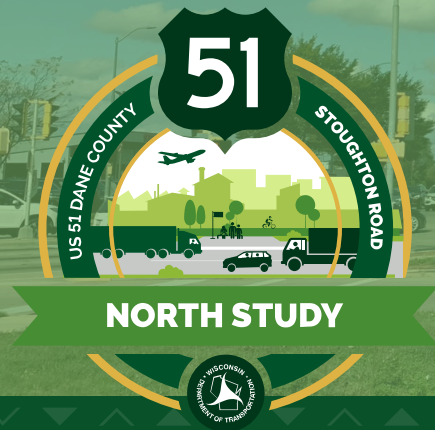 51
US 51 DANE COUNTY
STOUGHTON ROAD
NORTH STUDY
WISCONSIN
DEPARTMENT OF TRANSPORTATION